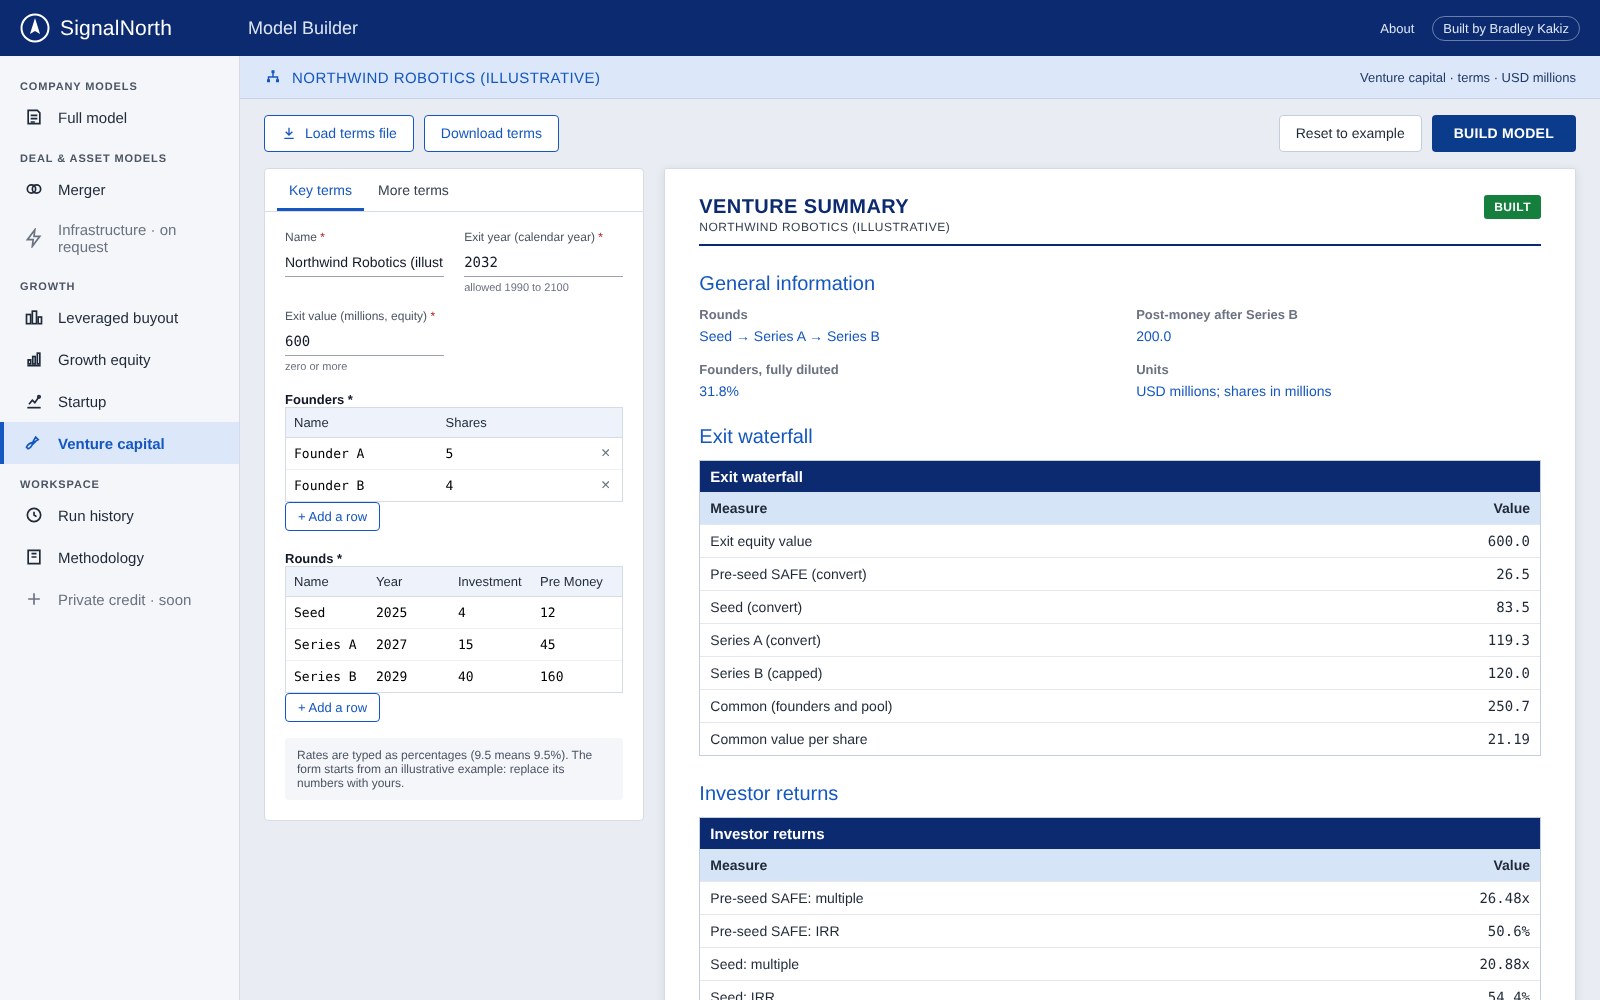 SignalNorth
Model Builder
About
Built by Bradley Kakiz
COMPANY MODELS
Full model
DEAL & ASSET MODELS
Merger
Infrastructure · on
request
GROWTH
Leveraged buyout
Growth equity
Startup
Venture capital
WORKSPACE
Run history
Methodology
Private credit · soon
NORTHWIND ROBOTICS (ILLUSTRATIVE)
Venture capital · terms · USD millions
Load terms file
Download terms
Reset to example
BUILD MODEL
Key terms
More terms
Name *
Exit year (calendar year) *
Northwind Robotics (illust
2032
allowed 1990 to 2100
Exit value (millions, equity) *
600
zero or more
Founders *
Name Shares
Founder A 5 ×
Founder B 4 ×
+ Add a row
Rounds *
Name Year Investment Pre Money
Seed 2025 4 12
Series A 2027 15 45
Series B 2029 40 160
+ Add a row
Rates are typed as percentages (9.5 means 9.5%). The
form starts from an illustrative example: replace its
numbers with yours.
VENTURE SUMMARY
BUILT
NORTHWIND ROBOTICS (ILLUSTRATIVE)
General information
Rounds
Seed → Series A → Series B
Post-money after Series B
200.0
Founders, fully diluted
31.8%
Units
USD millions; shares in millions
Exit waterfall
Exit waterfall
Measure Value
Exit equity value 600.0
Pre-seed SAFE (convert) 26.5
Seed (convert) 83.5
Series A (convert) 119.3
Series B (capped) 120.0
Common (founders and pool) 250.7
Common value per share 21.19
Investor returns
Investor returns
Measure Value
Pre-seed SAFE: multiple 26.48x
Pre-seed SAFE: IRR 50.6%
Seed: multiple 20.88x
Seed: IRR 54.4%